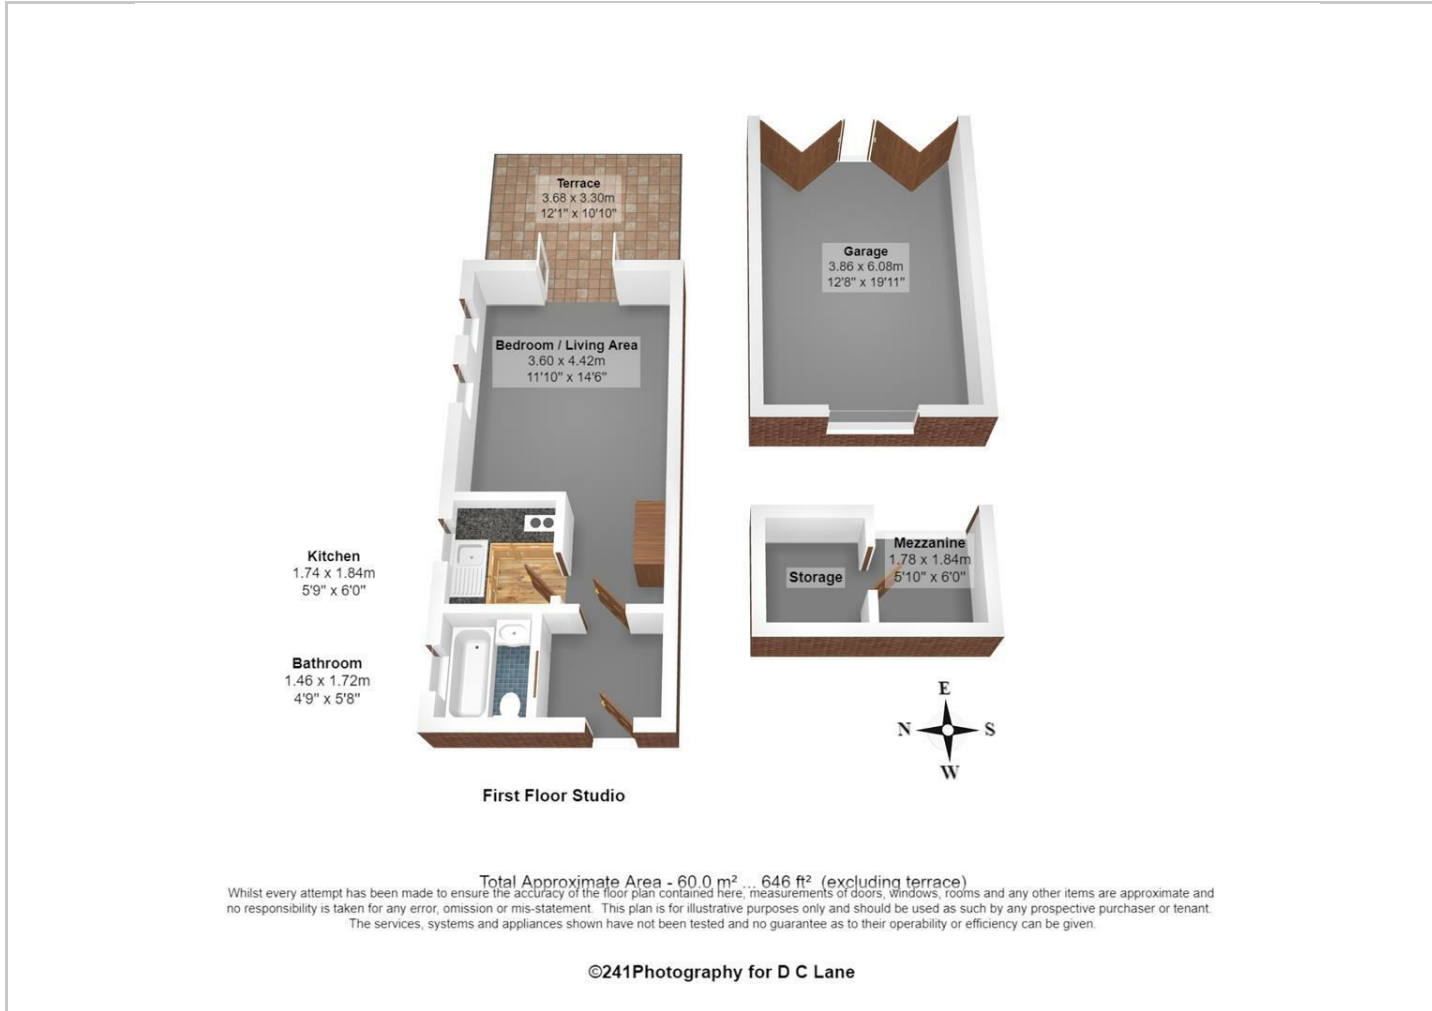 Terrace
3.68 x 3.30m
12'1" x 10'10"
Garage
3.86 x 6.08m
12'8" x 19'11"
Bedroom / Living Area
3.60 x 4.42m
11'10" x 14'6"
Kitchen
1.74 x 1.84m
5'9" x 6'0"
Mezzanine
1.78 x 1.84m
5'10" x 6'0"
Storage
Bathroom
1.46 x 1.72m
4'9" x 5'8"
E
N S
W
First Floor Studio
Total Approximate Area - 60.0 m² ... 646 ft² (excluding terrace)
Whilst every attempt has been made to ensure the accuracy of the floor plan contained here, measurements of doors, windows, rooms and any other items are approximate and
no responsibility is taken for any error, omission or mis-statement. This plan is for illustrative purposes only and should be used as such by any prospective purchaser or tenant.
The services, systems and appliances shown have not been tested and no guarantee as to their operability or efficiency can be given.
©241Photography for D C Lane